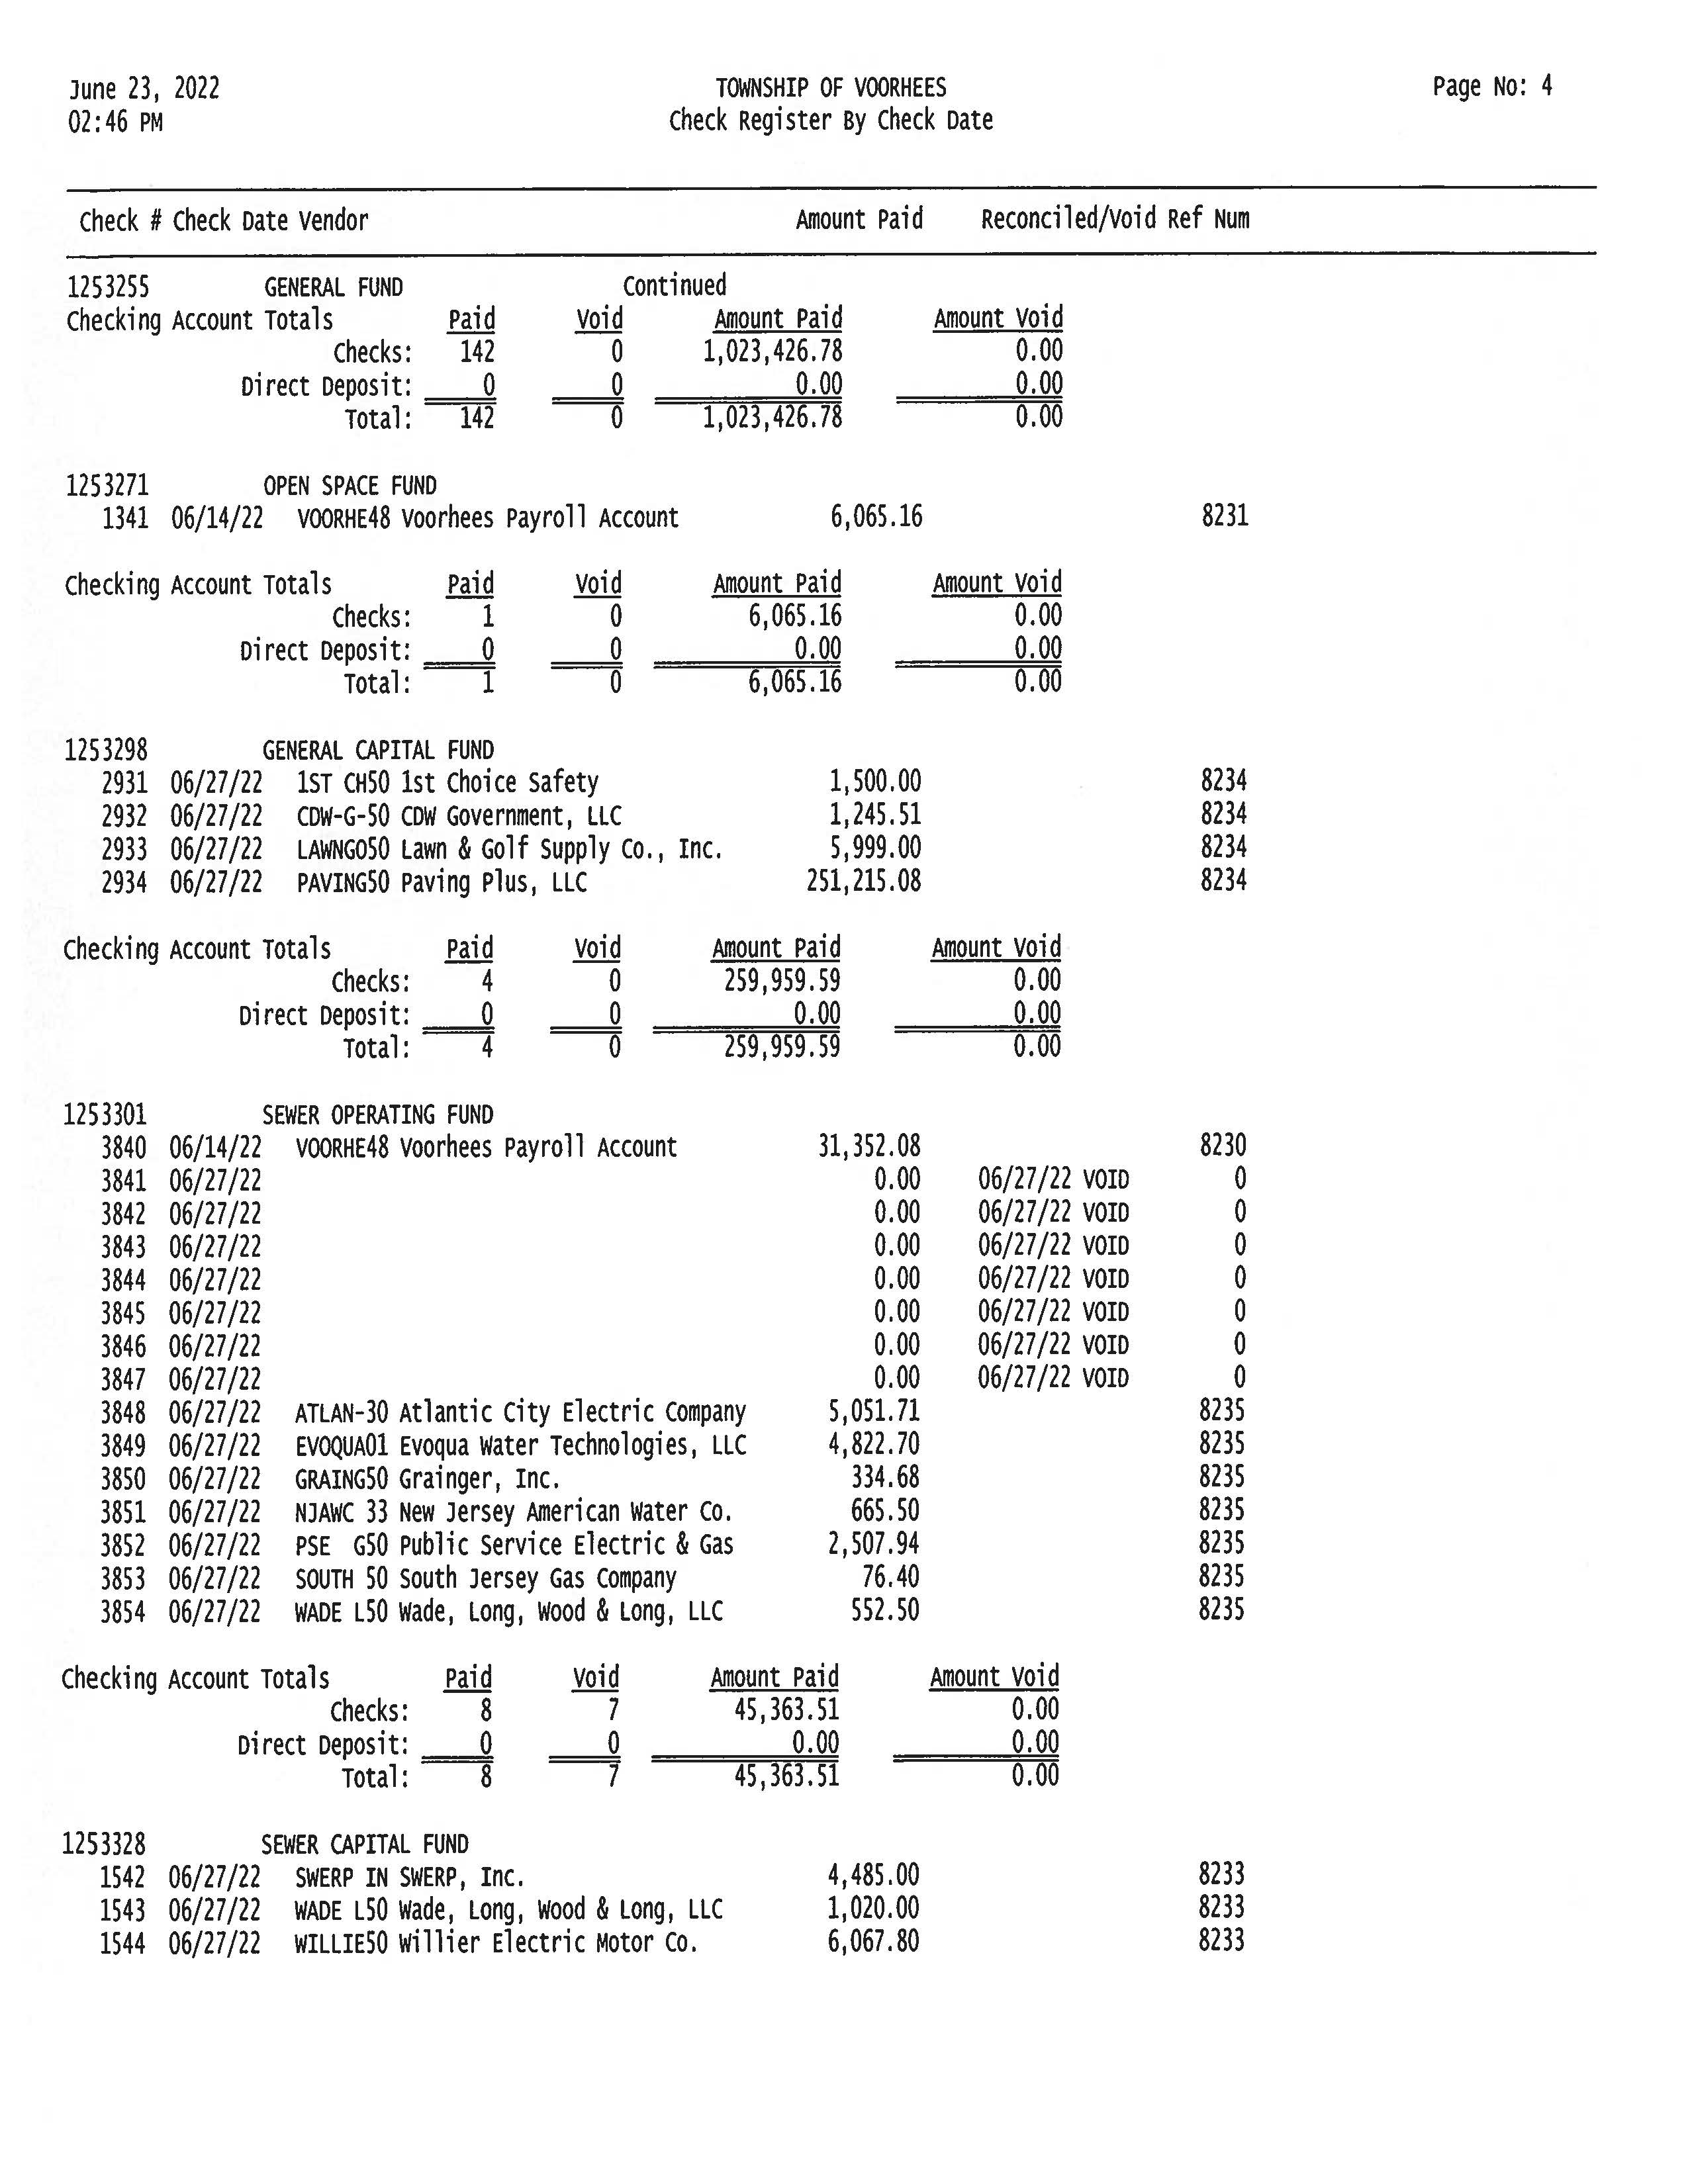 June 23, 2022 TOWNSHIP OF VOORHEES Page No: 4
02:46 PM Check Register By Check Date
Check # Check Date Vendor Amount Paid Reconciled/Void Ref Num
1253255 GENERAL FUND Continued
Checking Account Totals Paid Void Amount Paid Amount Void
Checks: 142 0 1,023,426.78 0.00
Direct Deposit: 0 0 0.00 0.00
Total: 142 0 1,023,426.78 0.00
1253271 OPEN SPACE FUND
1341 06/14/22 VOORHE48 Voorhees Payroll Account 6,065.16 8231
Checking Account Totals Paid Void Amount Paid Amount Void
Checks: 1 0 6,065.16 0.00
Direct Deposit: 0 0 0.00 0.00
Total: 1 0 6,065.16 0.00
1253298 GENERAL CAPITAL FUND
2931 06/27/22 1ST CH50 1st Choice Safety 1,500.00 8234
2932 06/27/22 CDW-G-50 CDW Government, LLC 1,245.51 8234
2933 06/27/22 LAWNGO50 Lawn & Golf Supply Co., Inc. 5,999.00 8234
2934 06/27/22 PAVING50 Paving Plus, LLC 251,215.08 8234
Checking Account Totals Paid Void Amount Paid Amount Void
Checks: 4 0 259,959.59 0.00
Direct Deposit: 0 0 0.00 0.00
Total: 4 0 259,959.59 0.00
1253301 SEWER OPERATING FUND
3840 06/14/22 VOORHE48 Voorhees Payroll Account 31,352.08 8230
3841 06/27/22 0.00 06/27/22 VOID 0
3842 06/27/22 0.00 06/27/22 VOID 0
3843 06/27/22 0.00 06/27/22 VOID 0
3844 06/27/22 0.00 06/27/22 VOID 0
3845 06/27/22 0.00 06/27/22 VOID 0
3846 06/27/22 0.00 06/27/22 VOID 0
3847 06/27/22 0.00 06/27/22 VOID 0
3848 06/27/22 ATLAN-30 Atlantic City Electric Company 5,051.71 8235
3849 06/27/22 EVOQUA01 Evoqua Water Technologies, LLC 4,822.70 8235
3850 06/27/22 GRAING50 Grainger, Inc. 334.68 8235
3851 06/27/22 NJAWC 33 New Jersey American Water Co. 665.50 8235
3852 06/27/22 PSE G50 Public Service Electric & Gas 2,507.94 8235
3853 06/27/22 SOUTH 50 South Jersey Gas Company 76.40 8235
3854 06/27/22 WADE L50 Wade, Long, Wood & Long, LLC 552.50 8235
Checking Account Totals Paid Void Amount Paid Amount Void
Checks: 8 7 45,363.51 0.00
Direct Deposit: 0 0 0.00 0.00
Total: 8 7 45,363.51 0.00
1253328 SEWER CAPITAL FUND
1542 06/27/22 SWERP IN SWERP, Inc. 4,485.00 8233
1543 06/27/22 WADE L50 Wade, Long, Wood & Long, LLC 1,020.00 8233
1544 06/27/22 WILLIE50 Willier Electric Motor Co. 6,067.80 8233